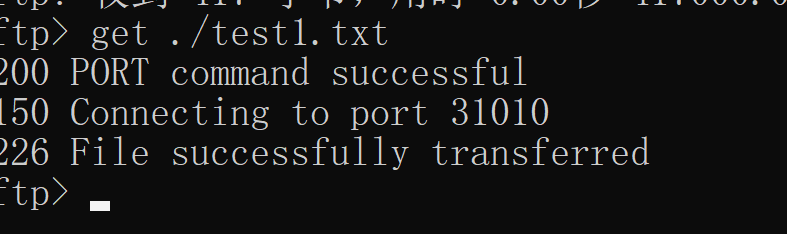 ftp> get ./test1.txt
200 PORT command successful
150 Connecting to port 31010
226 File successfully transferred
ftp>